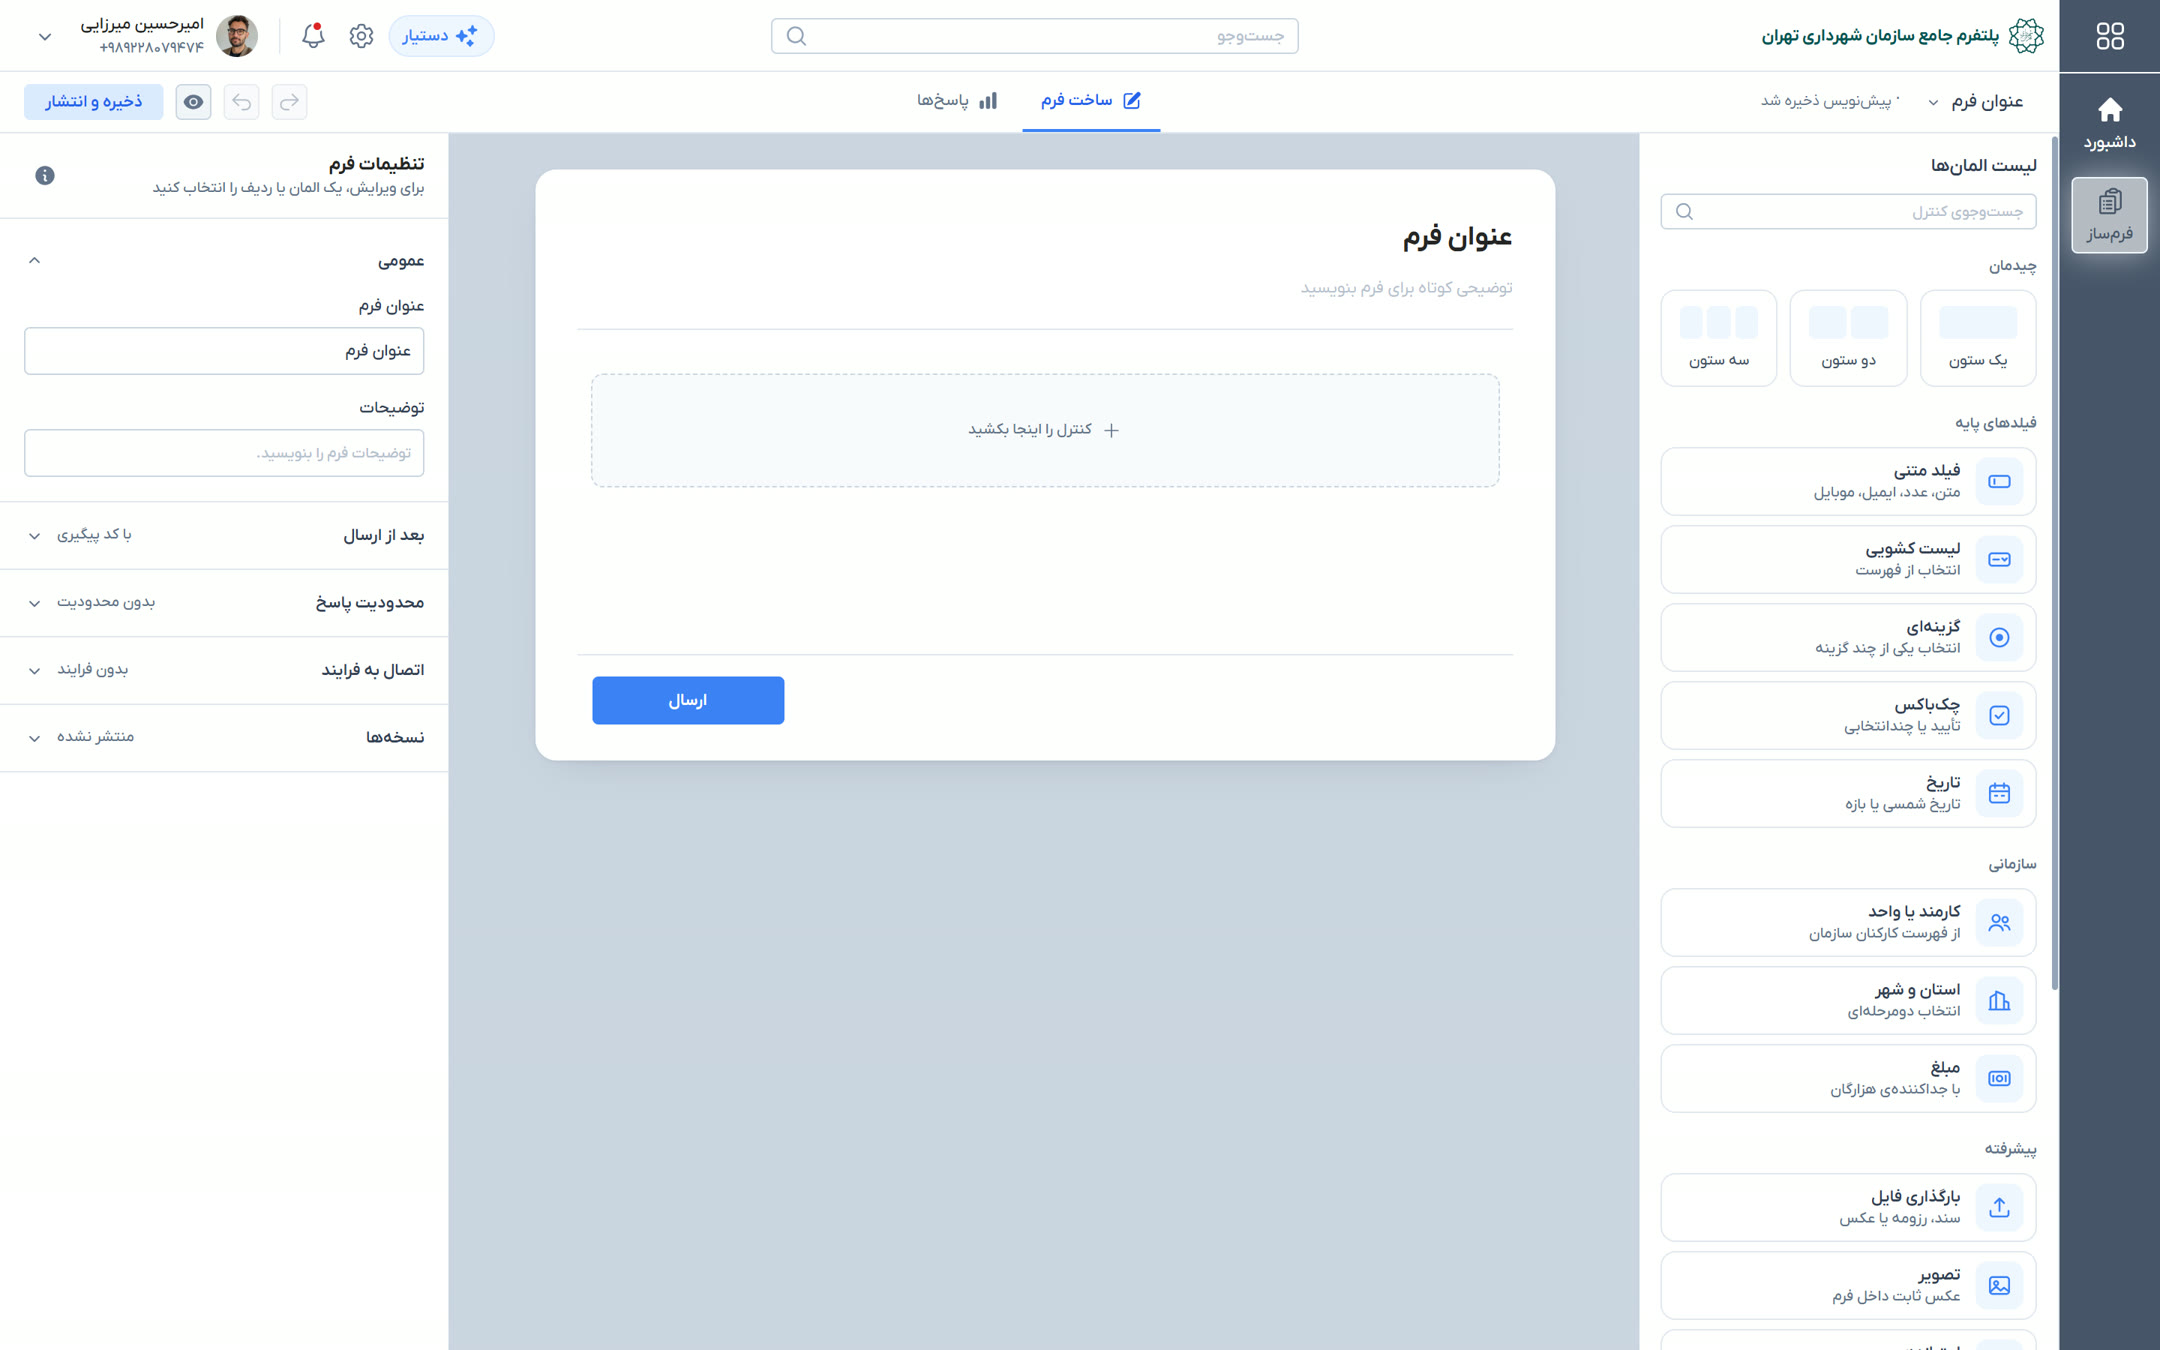 پلتفرم جامع سازمان شهرداری تهران
جست‌وجو
دستیار
امیرحسین میرزایی
+۹۸۹۲۲۸۰۷۹۴۷۴
داشبورد
فرم‌ساز
عنوان فرم
پیش‌نویس ذخیره شد
ساخت فرم
پاسخ‌ها
ذخیره و انتشار
لیست المان‌ها
جست‌وجوی کنترل
چیدمان
یک ستون
دو ستون
سه ستون
فیلدهای پایه
فیلد متنی
متن، عدد، ایمیل، موبایل
لیست کشویی
انتخاب از فهرست
گزینه‌ای
انتخاب یکی از چند گزینه
چک‌باکس
تأیید یا چندانتخابی
تاریخ
تاریخ شمسی یا بازه
سازمانی
کارمند یا واحد
از فهرست کارکنان سازمان
استان و شهر
انتخاب دومرحله‌ای
مبلغ
با جداکننده‌ی هزارگان
پیشرفته
بارگذاری فایل
سند، رزومه یا عکس
تصویر
عکس ثابت داخل فرم
عنوان فرم
توضیحی کوتاه برای فرم بنویسید
کنترل را اینجا بکشید
ارسال
تنظیمات فرم
برای ویرایش، یک المان یا ردیف را انتخاب کنید
عمومی
عنوان فرم
عنوان فرم
توضیحات
توضیحات فرم را بنویسید.
بعد از ارسال
با کد پیگیری
محدودیت پاسخ
بدون محدودیت
اتصال به فرایند
بدون فرایند
نسخه‌ها
منتشر نشده